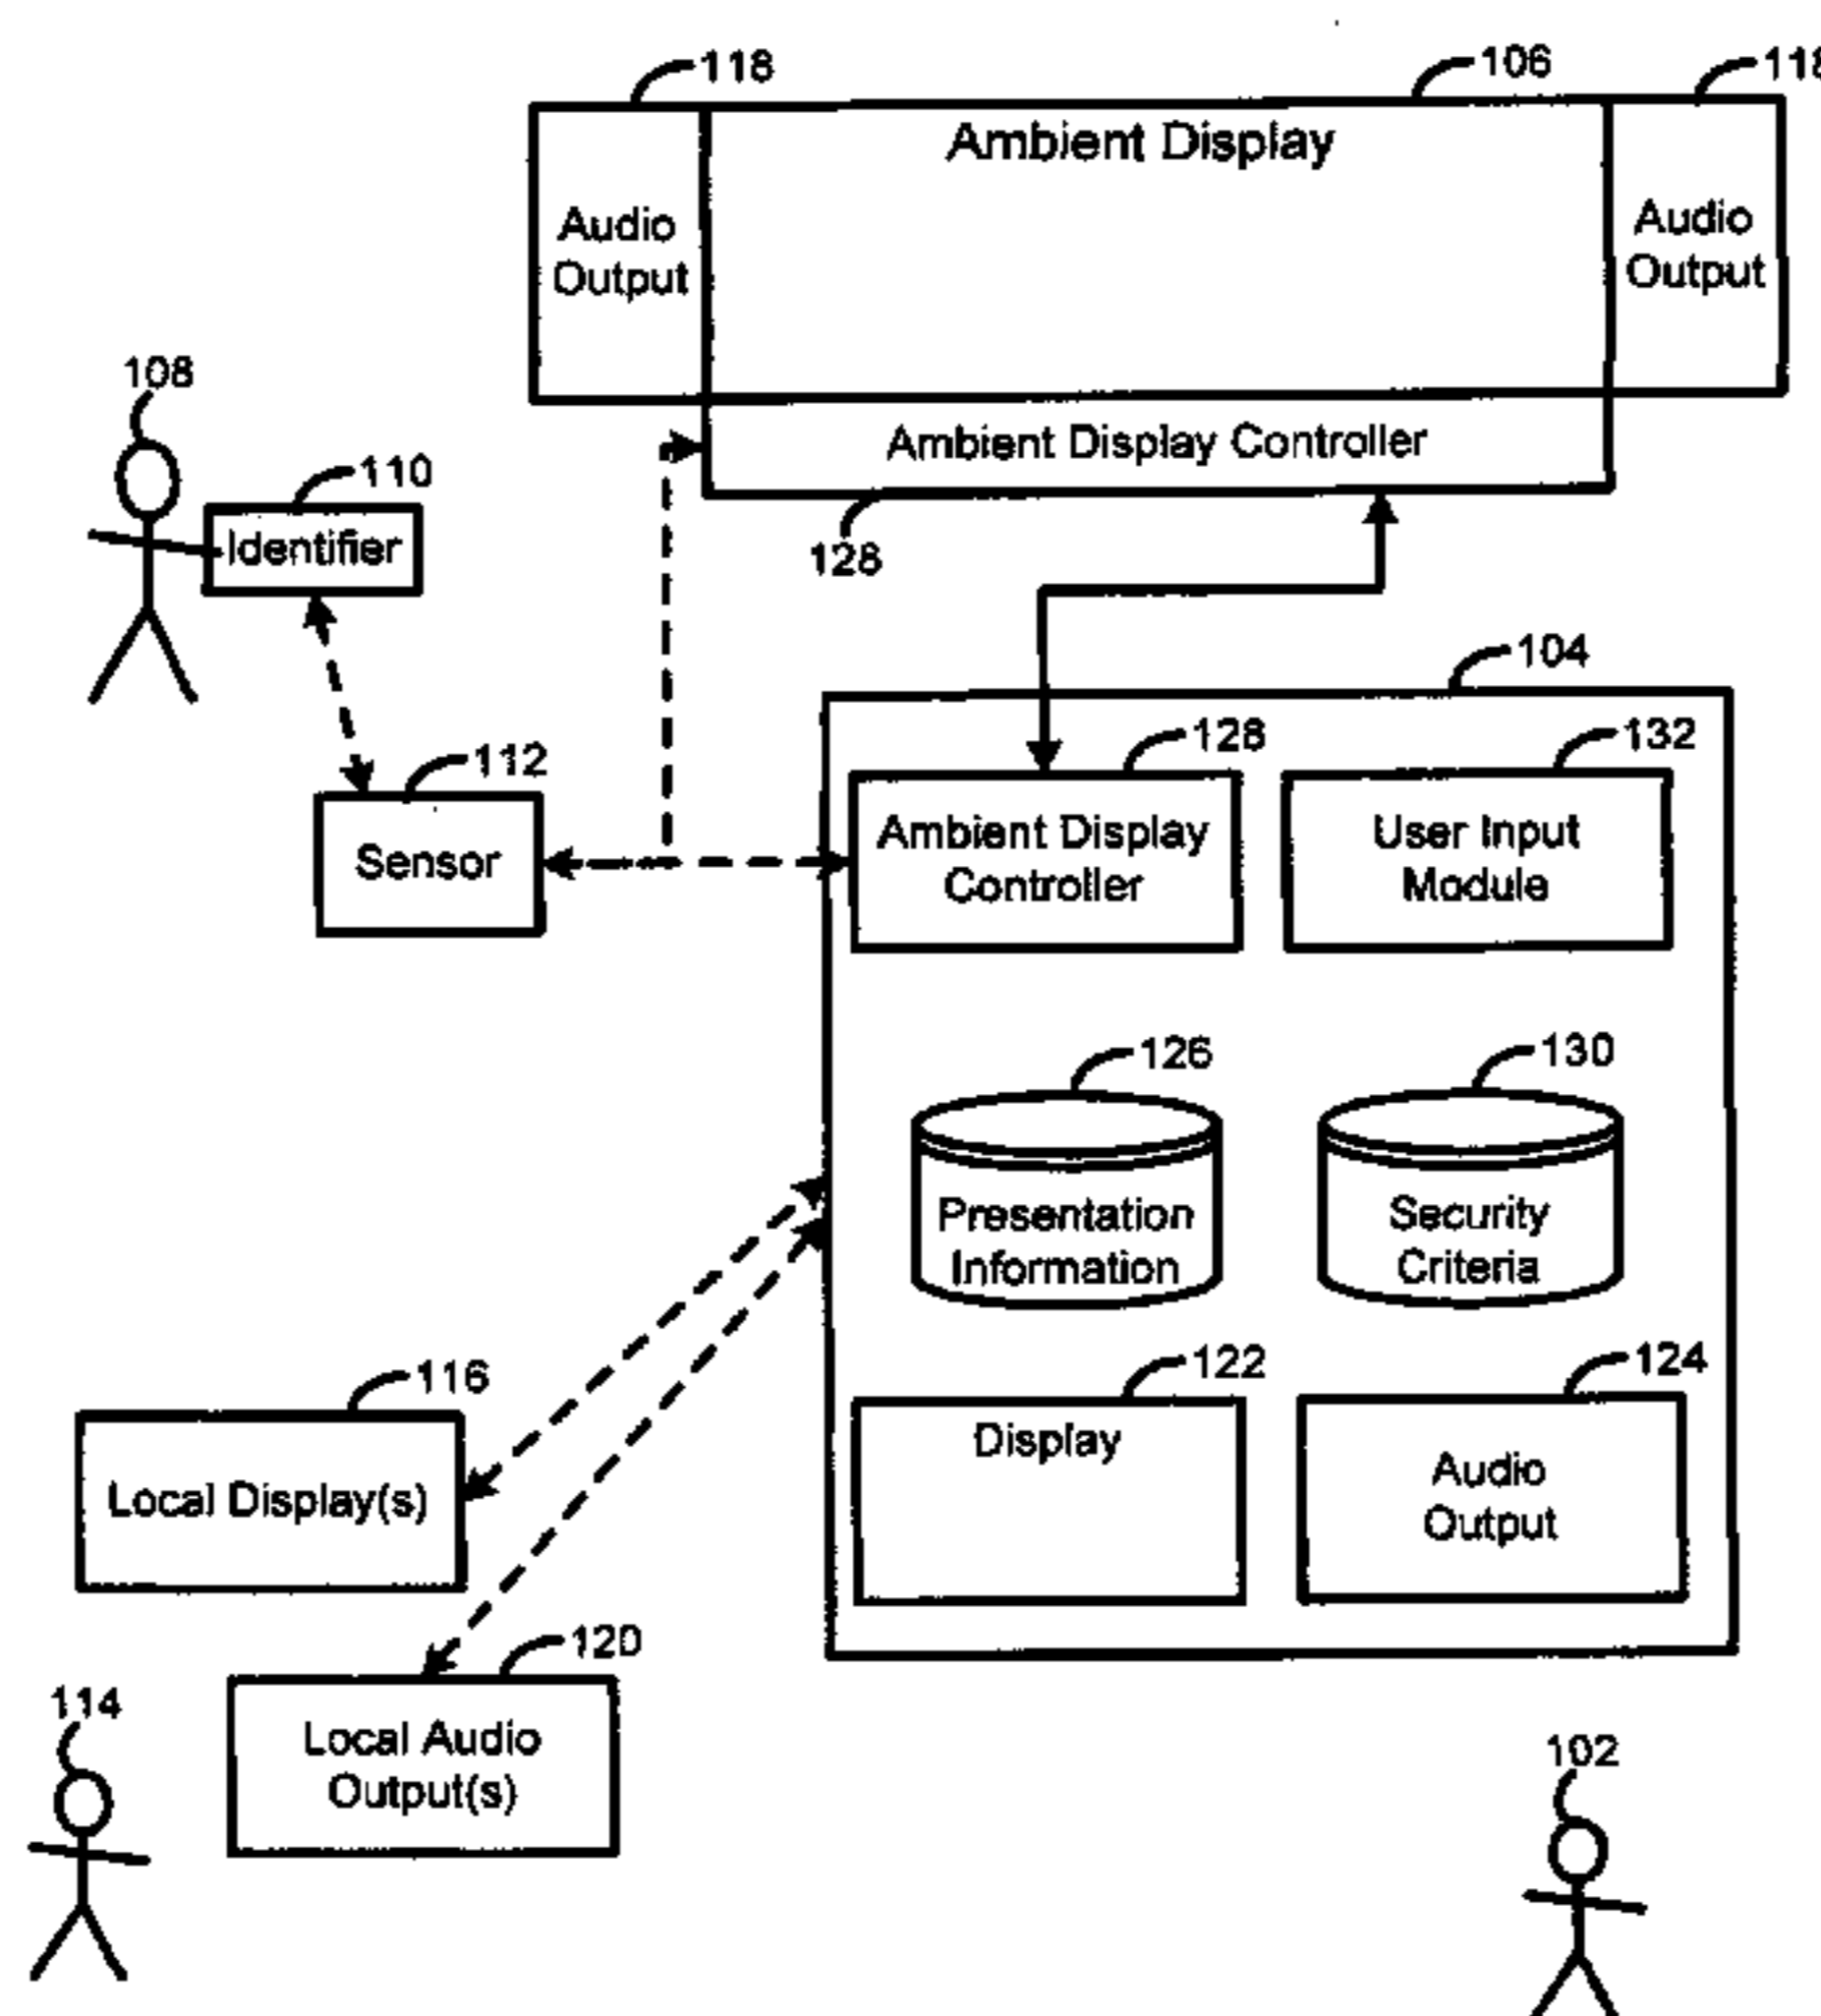 118
106
118
Ambient Display
Audio
Output
Audio
Output
108
Ambient Display Controller
110
Identifier
128
104
112
128
132
Sensor
Ambient Display
Controller
User Input
Module
126
130
Presentation
Information
Security
Criteria
116
122
124
Local Display(s)
Display
Audio
Output
120
114
Local Audio
Output(s)
102